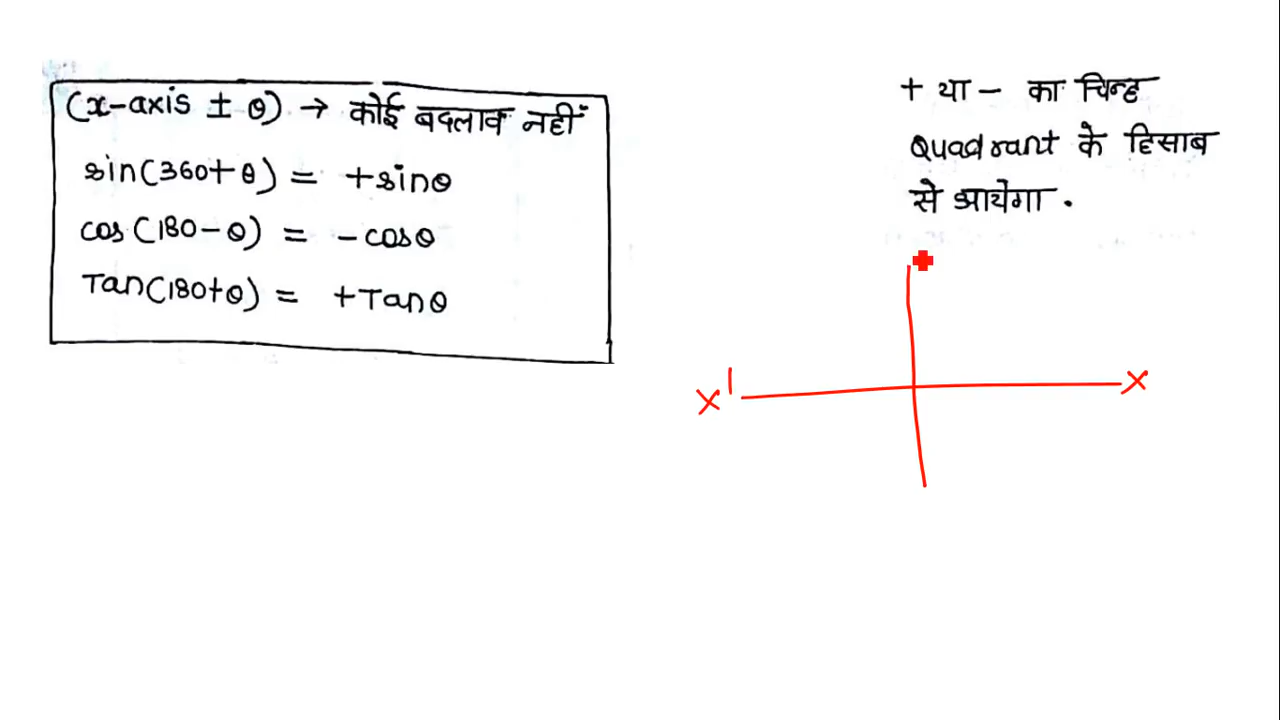 (x-axis ± θ) → कोई बदलाव नहीं
sin(360+θ) = +sinθ
cos(180-θ) = -cosθ
Tan(180+θ) = +Tanθ
+ या - का चिन्ह
Quadrant के हिसाब
से आयेगा .
X'
X